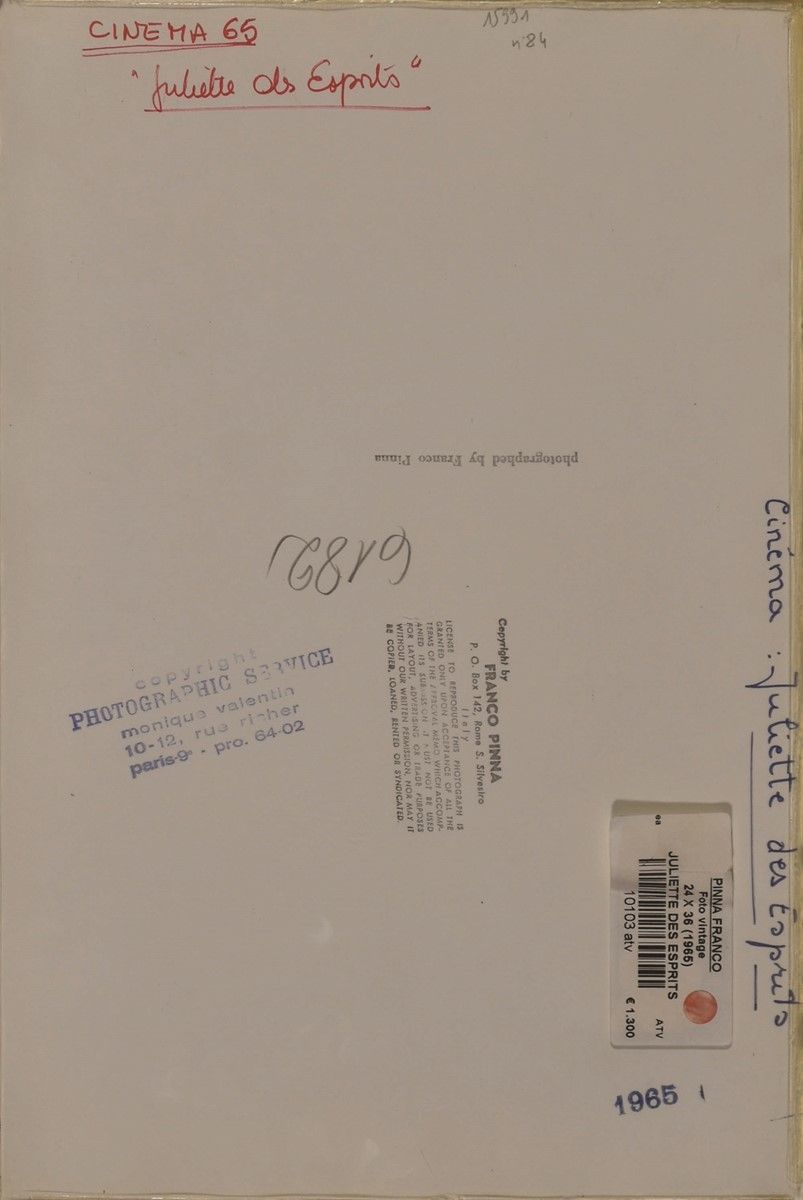 CINEMA 65
"Juliette des Esprits"
15991
n°84
photographed by Franco Pinna
copyright
PHOTOGRAPHIC SERVICE
monique valentin
10-12, rue richer
paris-9e - pro. 64-02
Copyright by
FRANCO PINNA
P. O. Box 142, Rome S. Silvestro
Italy
LICENSE TO REPRODUCE THIS PHOTOGRAPH IS
GRANTED ONLY UPON ACCEPTANCE OF ALL THE
TERMS OF THE MEMO WHICH ACCOMP-
ANIED ITS SUBMISSION. IT MUST NOT BE USED
FOR LAYOUT, ADVERTISING OR TRADE PURPOSES
WITHOUT OUR WRITTEN PERMISSION, NOR MAY IT
BE COPIED, LOANED, RENTED OR SYNDICATED.
Cinéma : Juliette des Esprits
PINNA FRANCO
Foto vintage
24 X 36 (1965)
JULIETTE DES ESPRITS
ea
ATV
10103 atv
€ 1.300
1965